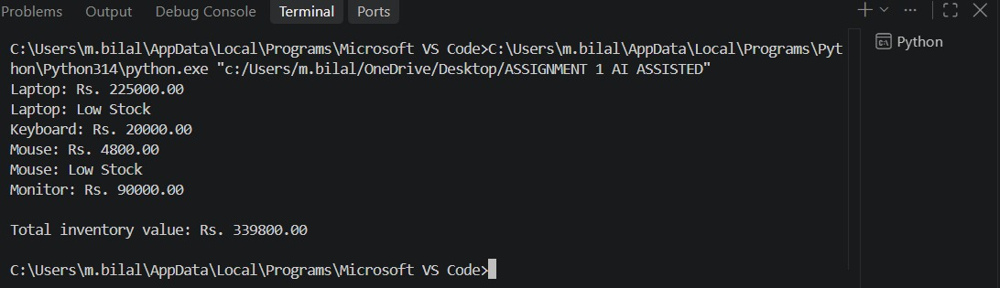 Problems Output Debug Console Terminal Ports
C:\Users\m.bilal\AppData\Local\Programs\Microsoft VS Code>C:\Users\m.bilal\AppData\Local\Programs\Pyt
hon\Python314\python.exe "c:/Users/m.bilal/OneDrive/Desktop/ASSIGNMENT 1 AI ASSISTED"
Laptop: Rs. 225000.00
Laptop: Low Stock
Keyboard: Rs. 20000.00
Mouse: Rs. 4800.00
Mouse: Low Stock
Monitor: Rs. 90000.00

Total inventory value: Rs. 339800.00

C:\Users\m.bilal\AppData\Local\Programs\Microsoft VS Code>
Python